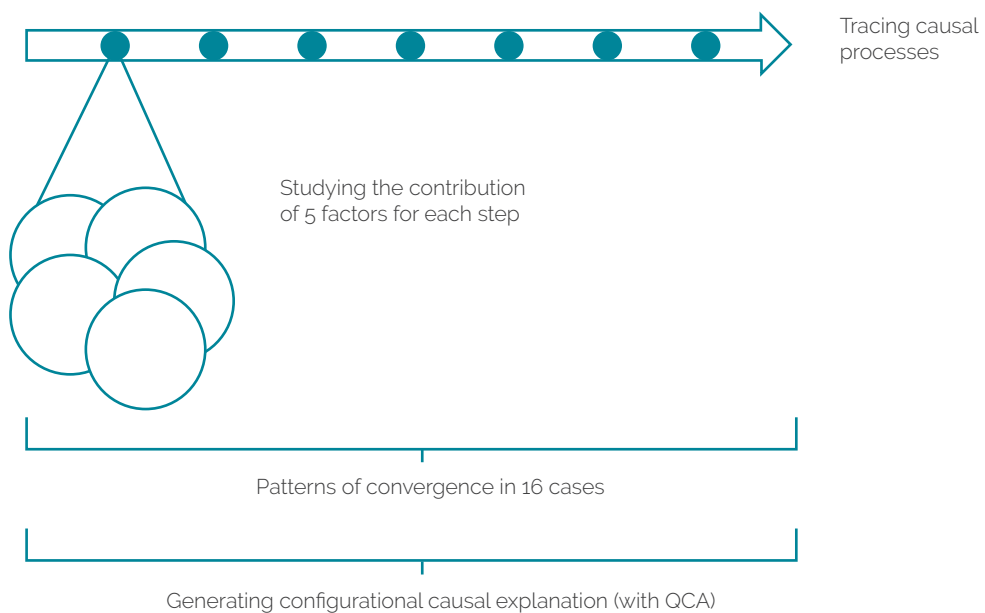 Tracing causal
processes
Studying the contribution
of 5 factors for each step
Patterns of convergence in 16 cases
Generating configurational causal explanation (with QCA)